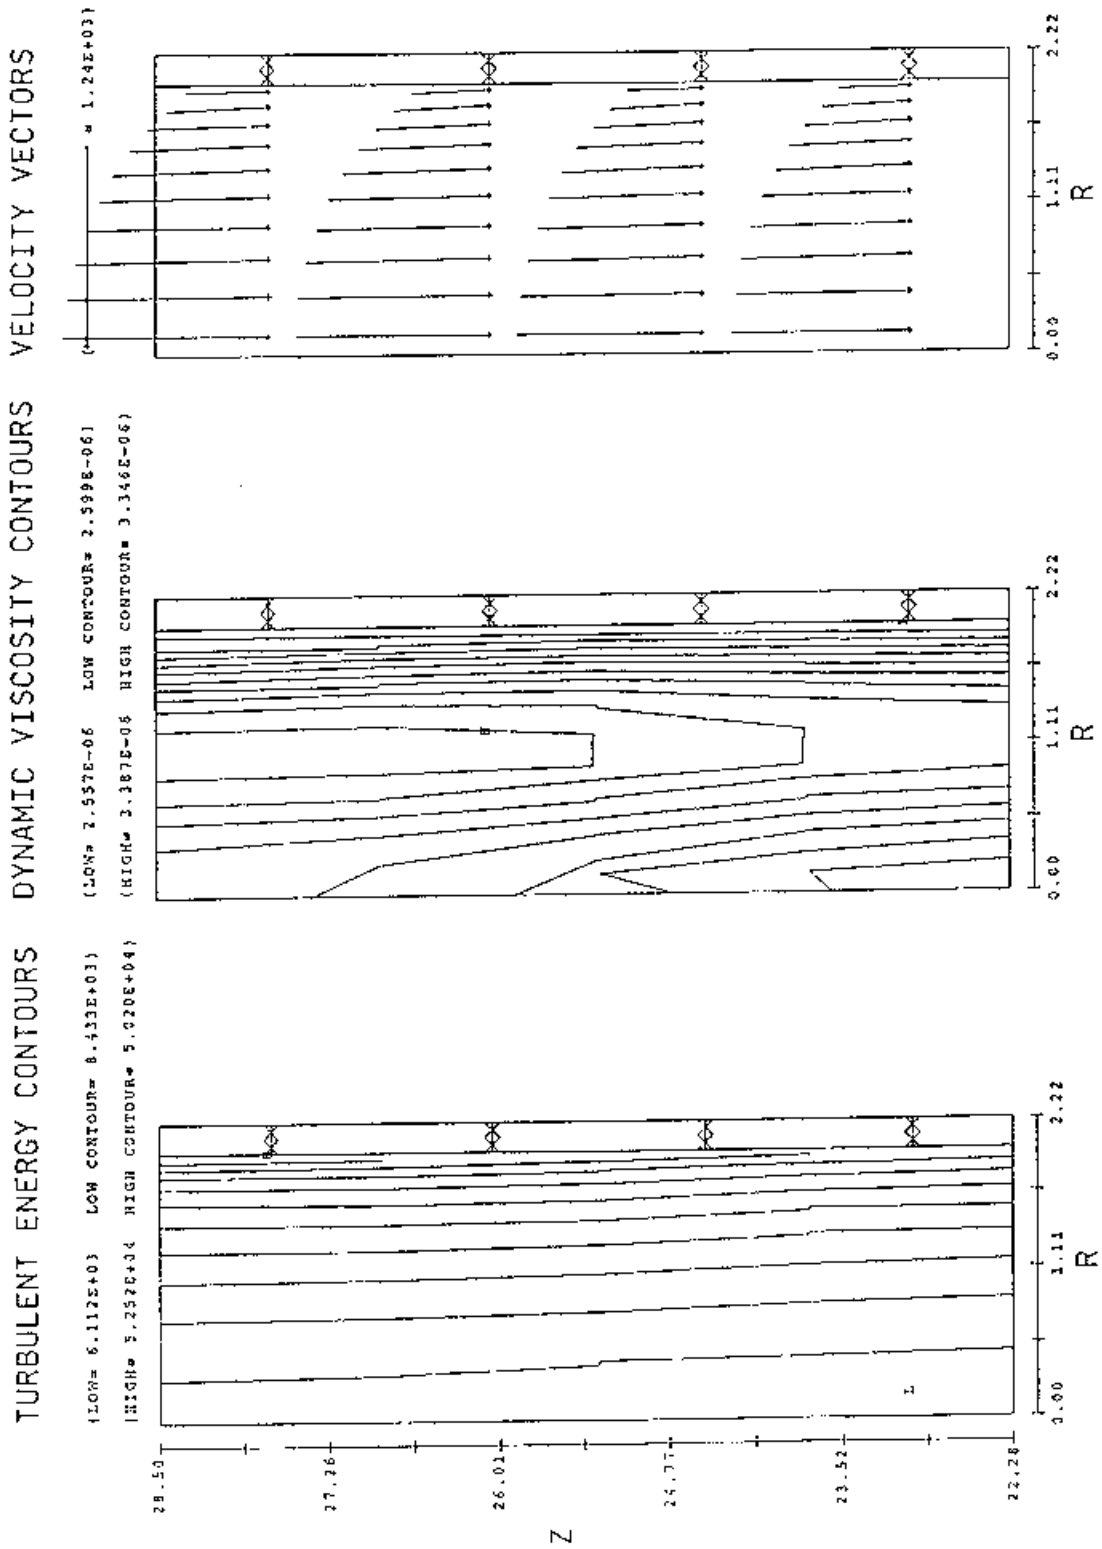 TURBULENT ENERGY CONTOURS
(LOW= 6.112E+03 LOW CONTOUR= 8.433E+03)
(HIGH= 5.252E+04 HIGH CONTOUR= 5.020E+04)
DYNAMIC VISCOSITY CONTOURS
(LOW= 2.557E-06 LOW CONTOUR= 2.599E-06)
(HIGH= 3.387E-06 HIGH CONTOUR= 3.346E-06)
VELOCITY VECTORS
= 1.24E+03)
Z
28.50
27.26
26.01
24.77
23.52
22.28
L
H
0.00
1.11
2.22
R
H
0.0
1.11
2.22
R
0.00
1.11
2.22
R